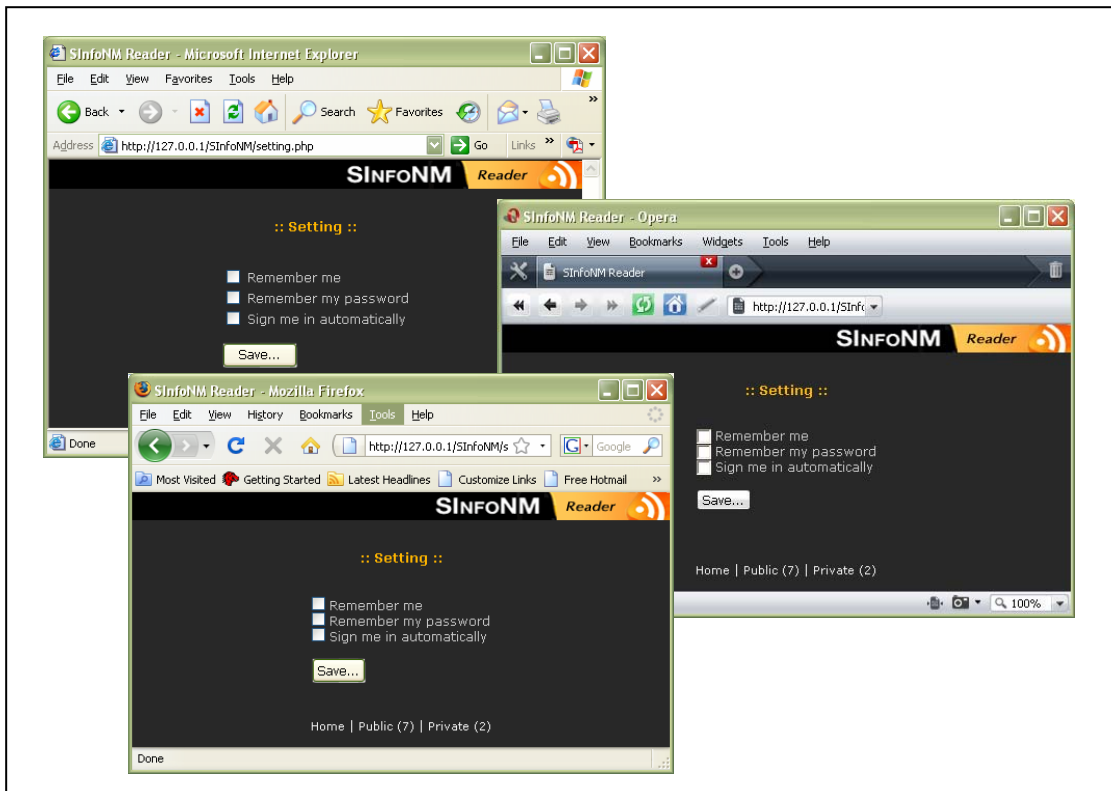 SInfoNM Reader - Microsoft Internet Explorer
File Edit View Favorites Tools Help
Back Search Favorites »
Address http://127.0.0.1/SInfoNM/setting.php Go Links »
SINFONM Reader
:: Setting ::
Remember me
Remember my password
Sign me in automatically
Save...
Done
SInfoNM Reader - Opera
File Edit View Bookmarks Widgets Tools Help
SInfoNM Reader
http://127.0.0.1/SInfc
SINFONM Reader
:: Setting ::
Remember me
Remember my password
Sign me in automatically
Save...
Home | Public (7) | Private (2)
100%
SInfoNM Reader - Mozilla Firefox
File Edit View History Bookmarks Tools Help
http://127.0.0.1/SInfoNM/s G Google
Most Visited Getting Started Latest Headlines Customize Links Free Hotmail »
SINFONM Reader
:: Setting ::
Remember me
Remember my password
Sign me in automatically
Save...
Home | Public (7) | Private (2)
Done